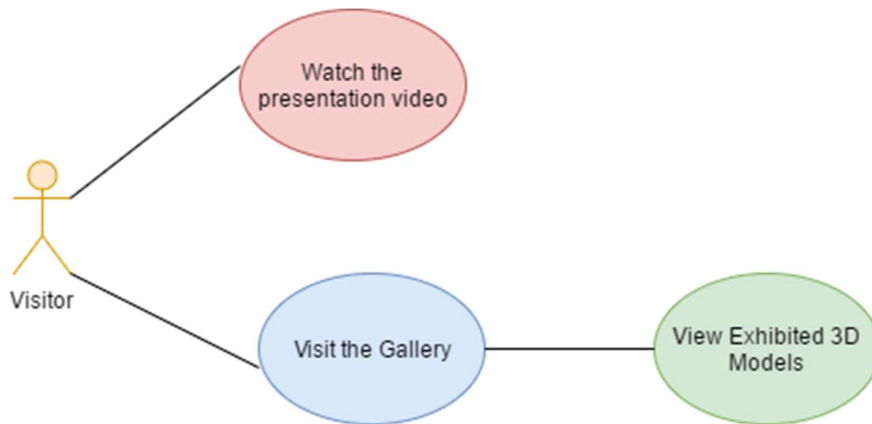 Watch the
presentation video
Visitor
Visit the Gallery
View Exhibited 3D
Models